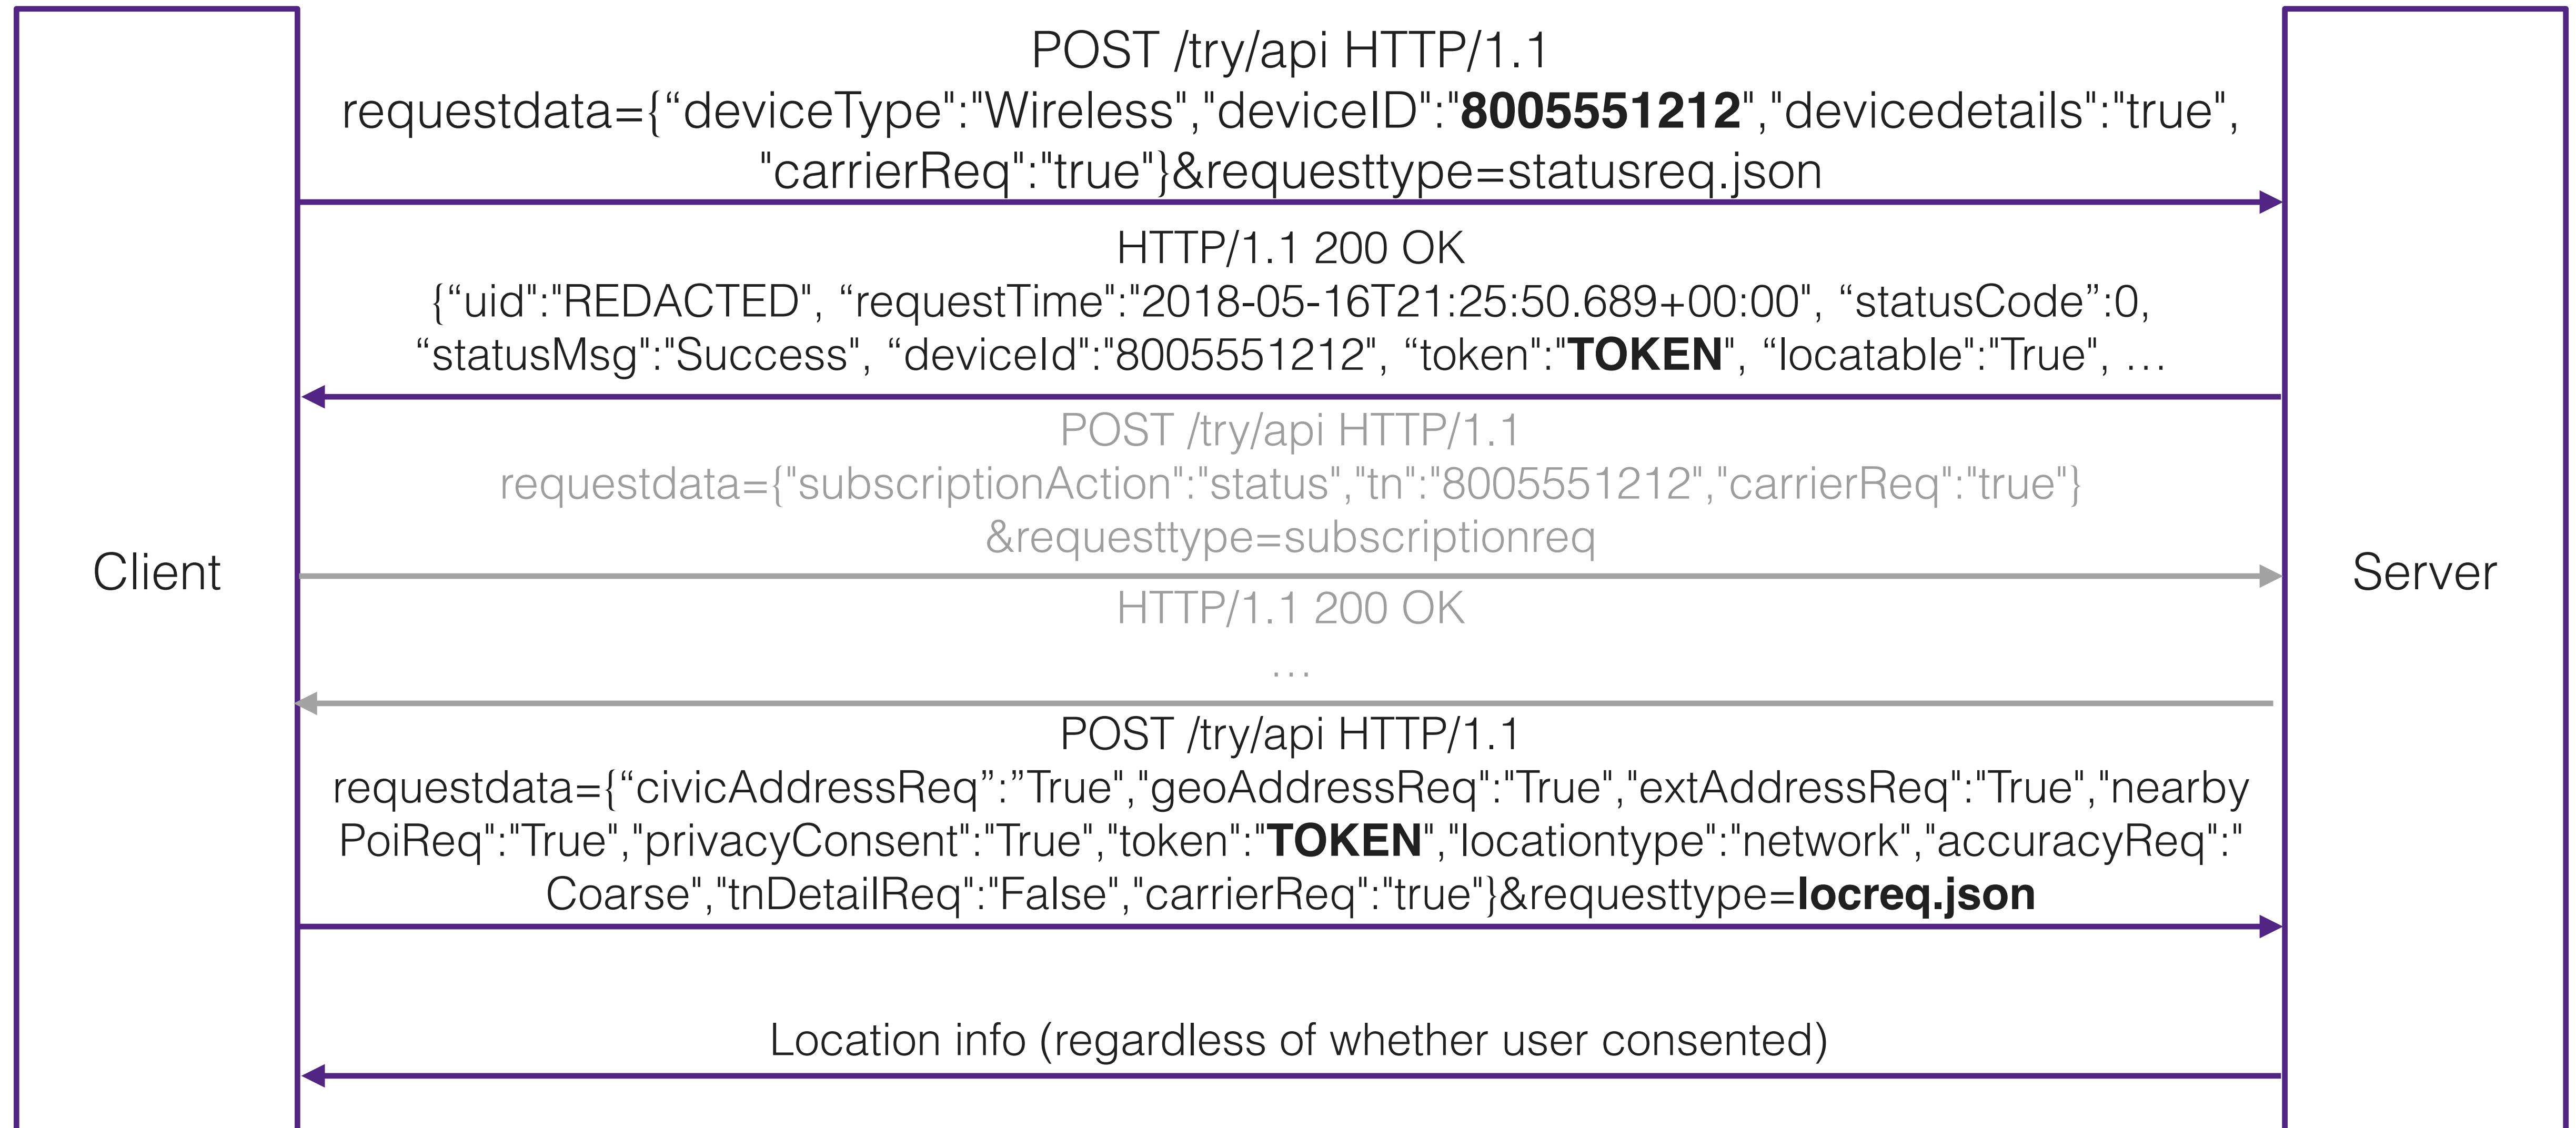 POST /try/api HTTP/1.1
requestdata={“deviceType":"Wireless","deviceID":"8005551212","devicedetails":"true",
"carrierReq":"true"}&requesttype=statusreq.json
HTTP/1.1 200 OK
{“uid":"REDACTED", “requestTime":"2018-05-16T21:25:50.689+00:00", “statusCode”:0,
“statusMsg":"Success", “deviceId":"8005551212", “token":"TOKEN", “locatable":"True", …
POST /try/api HTTP/1.1
requestdata={"subscriptionAction":"status","tn":"8005551212","carrierReq":"true"}
&requesttype=subscriptionreq
Client
Server
HTTP/1.1 200 OK
…
POST /try/api HTTP/1.1
requestdata={“civicAddressReq”:”True","geoAddressReq":"True","extAddressReq":"True","nearby
PoiReq":"True","privacyConsent":"True","token":"TOKEN","locationtype":"network","accuracyReq":"
Coarse","tnDetailReq":"False","carrierReq":"true"}&requesttype=locreq.json
Location info (regardless of whether user consented)